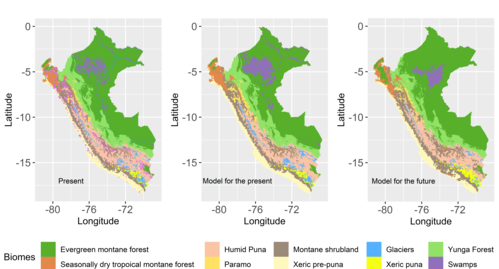 0
-5
-10
-15
-80
-76
-72
Longitude
Latitude
Present
0
-5
-10
-15
-80
-76
-72
Longitude
Latitude
Model for the present
0
-5
-10
-15
-80
-76
-72
Longitude
Latitude
Model for the future
Biomes
Evergreen montane forest
Humid Puna
Montane shrubland
Glaciers
Yunga Forest
Seasonally dry tropoical montane forest
Paramo
Xeric pre-puna
Xeric puna
Swamps